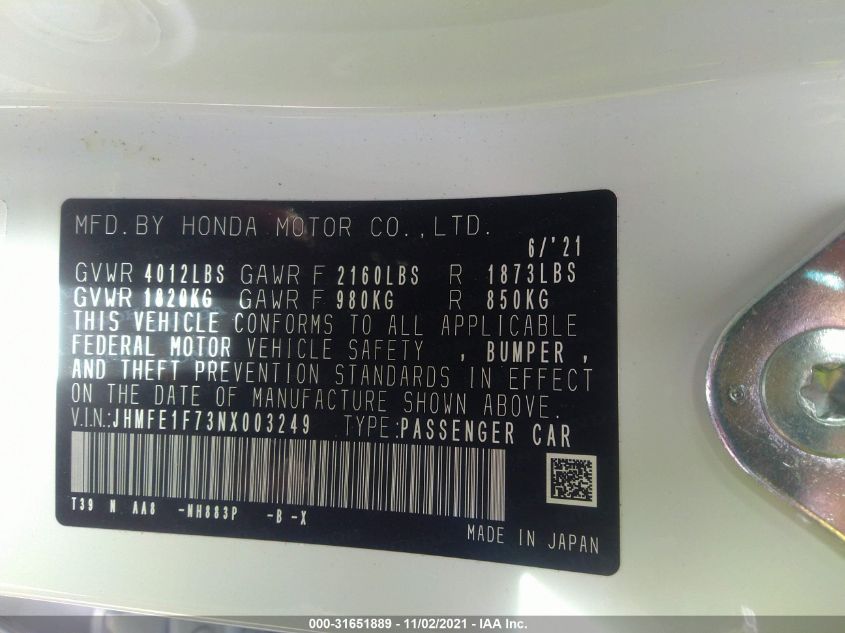 MFD. BY HONDA MOTOR CO., LTD.
6/'21
GVWR 4012LBS GAWR F 2160LBS R 1873LBS
GVWR 1820KG GAWR F 980KG R 850KG
THIS VEHICLE CONFORMS TO ALL APPLICABLE
FEDERAL MOTOR VEHICLE SAFETY , BUMPER ,
AND THEFT PREVENTION STANDARDS IN EFFECT
ON THE DATE OF MANUFACTURE SHOWN ABOVE.
V.IN.:JHMFE1F73NX003249 TYPE:PASSENGER CAR
T39 N AA8 -NH883P -B -X
MADE IN JAPAN
000-31651889 - 11/02/2021 - IAA Inc.